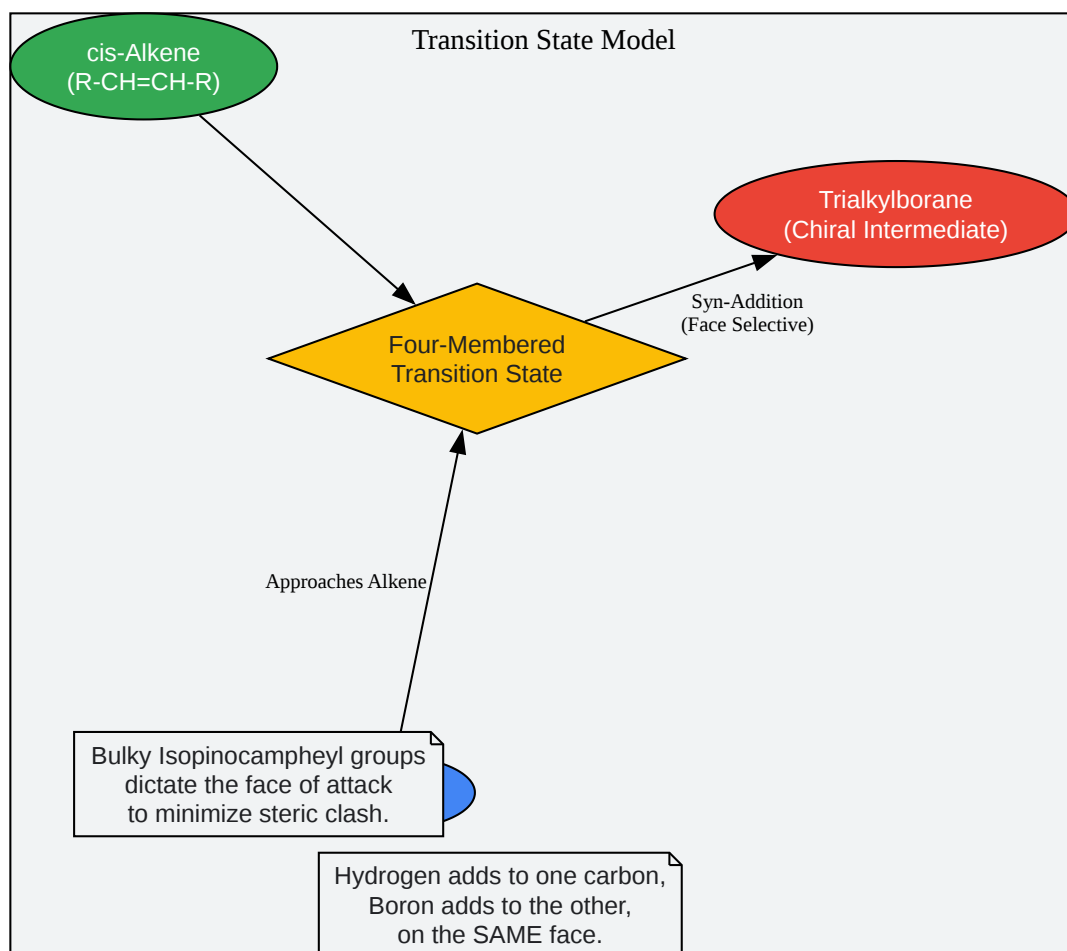 Transition State Model
cis-Alkene
(R-CH=CH-R)
Trialkylborane
(Chiral Intermediate)
Syn-Addition
(Face Selective)
Four-Membered
Transition State
Approaches Alkene
Bulky Isopinocampheyl groups
dictate the face of attack
to minimize steric clash.
Hydrogen adds to one carbon,
Boron adds to the other,
on the SAME face.